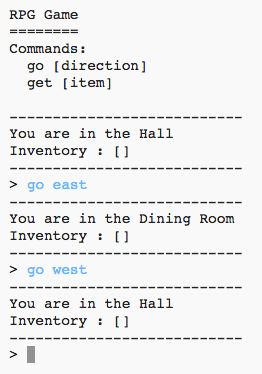 RPG Game
========
Commands:
  go [direction]
  get [item]

---------------------------
You are in the Hall
Inventory : []
---------------------------
> go east
---------------------------
You are in the Dining Room
Inventory : []
---------------------------
> go west
---------------------------
You are in the Hall
Inventory : []
---------------------------
>